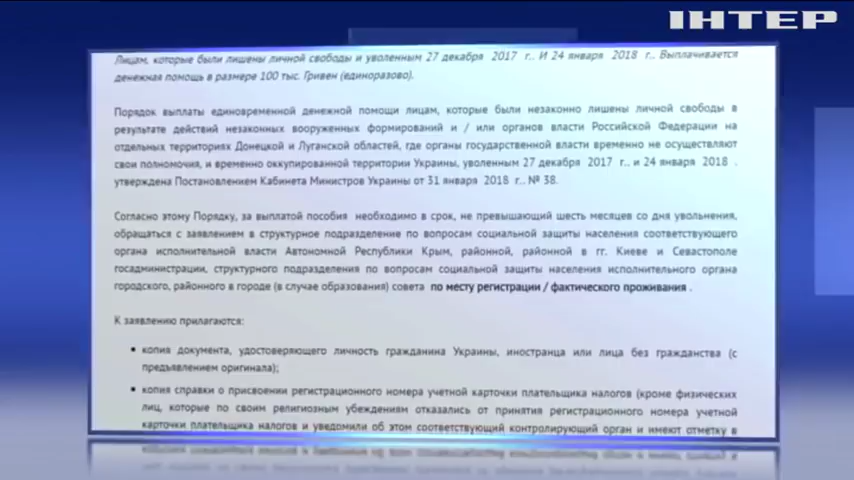 ІНТЕР
Лицам, которые были лишены личной свободы и уволенным 27 декабря 2017 г.. И 24 января 2018 г.. Выплачивается
денежная помощь в размере 100 тыс. Гривен (единоразово).
Порядок выплаты единовременной денежной помощи лицам, которые были незаконно лишены личной свободы в
результате действий незаконных вооруженных формирований и / или органов власти Российской Федерации на
отдельных территориях Донецкой и Луганской областей, где органы государственной власти временно не осуществляют
свои полномочия, и временно оккупированной территории Украины, уволенным 27 декабря 2017 г.. и 24 января 2018 .
утверждена Постановлением Кабинета Министров Украины от 31 января 2018 г.. № 38.
Согласно этому Порядку, за выплатой пособия необходимо в срок, не превышающий шесть месяцев со дня увольнения,
обращаться с заявлением в структурное подразделение по вопросам социальной защиты населения соответствующего
органа исполнительной власти Автономной Республики Крым, районной, районной в гг. Киеве и Севастополе
госадминистрации, структурного подразделения по вопросам социальной защиты населения исполнительного органа
городского, районного в городе (в случае образования) совета по месту регистрации / фактического проживания .
К заявлению прилагаются:
• копия документа, удостоверяющего личность гражданина Украины, иностранца или лица без гражданства (с
предъявлением оригинала);
• копия справки о присвоении регистрационного номера учетной карточки плательщика налогов (кроме физических
лиц, которые по своим религиозным убеждениям отказались от принятия регистрационного номера учетной
карточки плательщика налогов и уведомили об этом соответствующий контролирующий орган и имеют отметку в